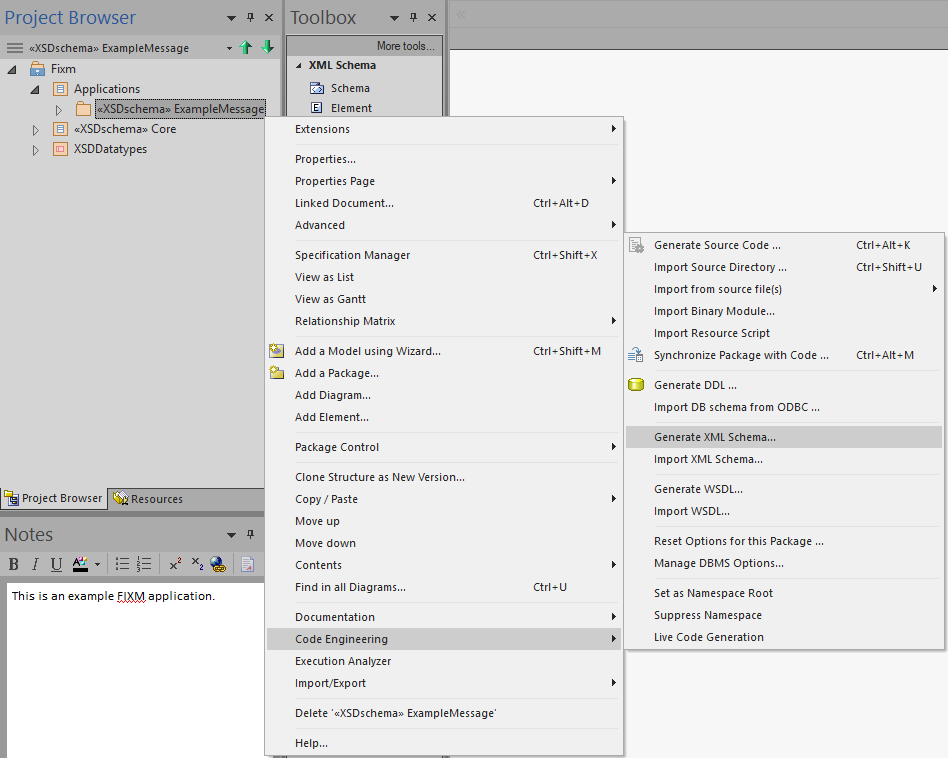 Project Browser
«XSDschema» ExampleMessage
Fixm
Applications
«XSDschema» ExampleMessage
«XSDschema» Core
XSDDatatypes
Toolbox
More tools...
XML Schema
Schema
E Element
Extensions
Properties...
Properties Page
Linked Document... Ctrl+Alt+D
Advanced
Specification Manager Ctrl+Shift+X
View as List
View as Gantt
Relationship Matrix
Add a Model using Wizard... Ctrl+Shift+M
Add a Package...
Add Diagram...
Add Element...
Package Control
Clone Structure as New Version...
Copy / Paste
Move up
Move down
Contents
Find in all Diagrams... Ctrl+U
Documentation
Code Engineering
Execution Analyzer
Import/Export
Delete '«XSDschema» ExampleMessage'
Help...
Generate Source Code ... Ctrl+Alt+K
Import Source Directory ... Ctrl+Shift+U
Import from source file(s)
Import Binary Module...
Import Resource Script
Synchronize Package with Code ... Ctrl+Alt+M
Generate DDL ...
Import DB schema from ODBC ...
Generate XML Schema...
Import XML Schema...
Generate WSDL...
Import WSDL...
Reset Options for this Package ...
Manage DBMS Options...
Set as Namespace Root
Suppress Namespace
Live Code Generation
Project Browser
Resources
Notes
B I U A x² x₂
This is an example FIXM application.